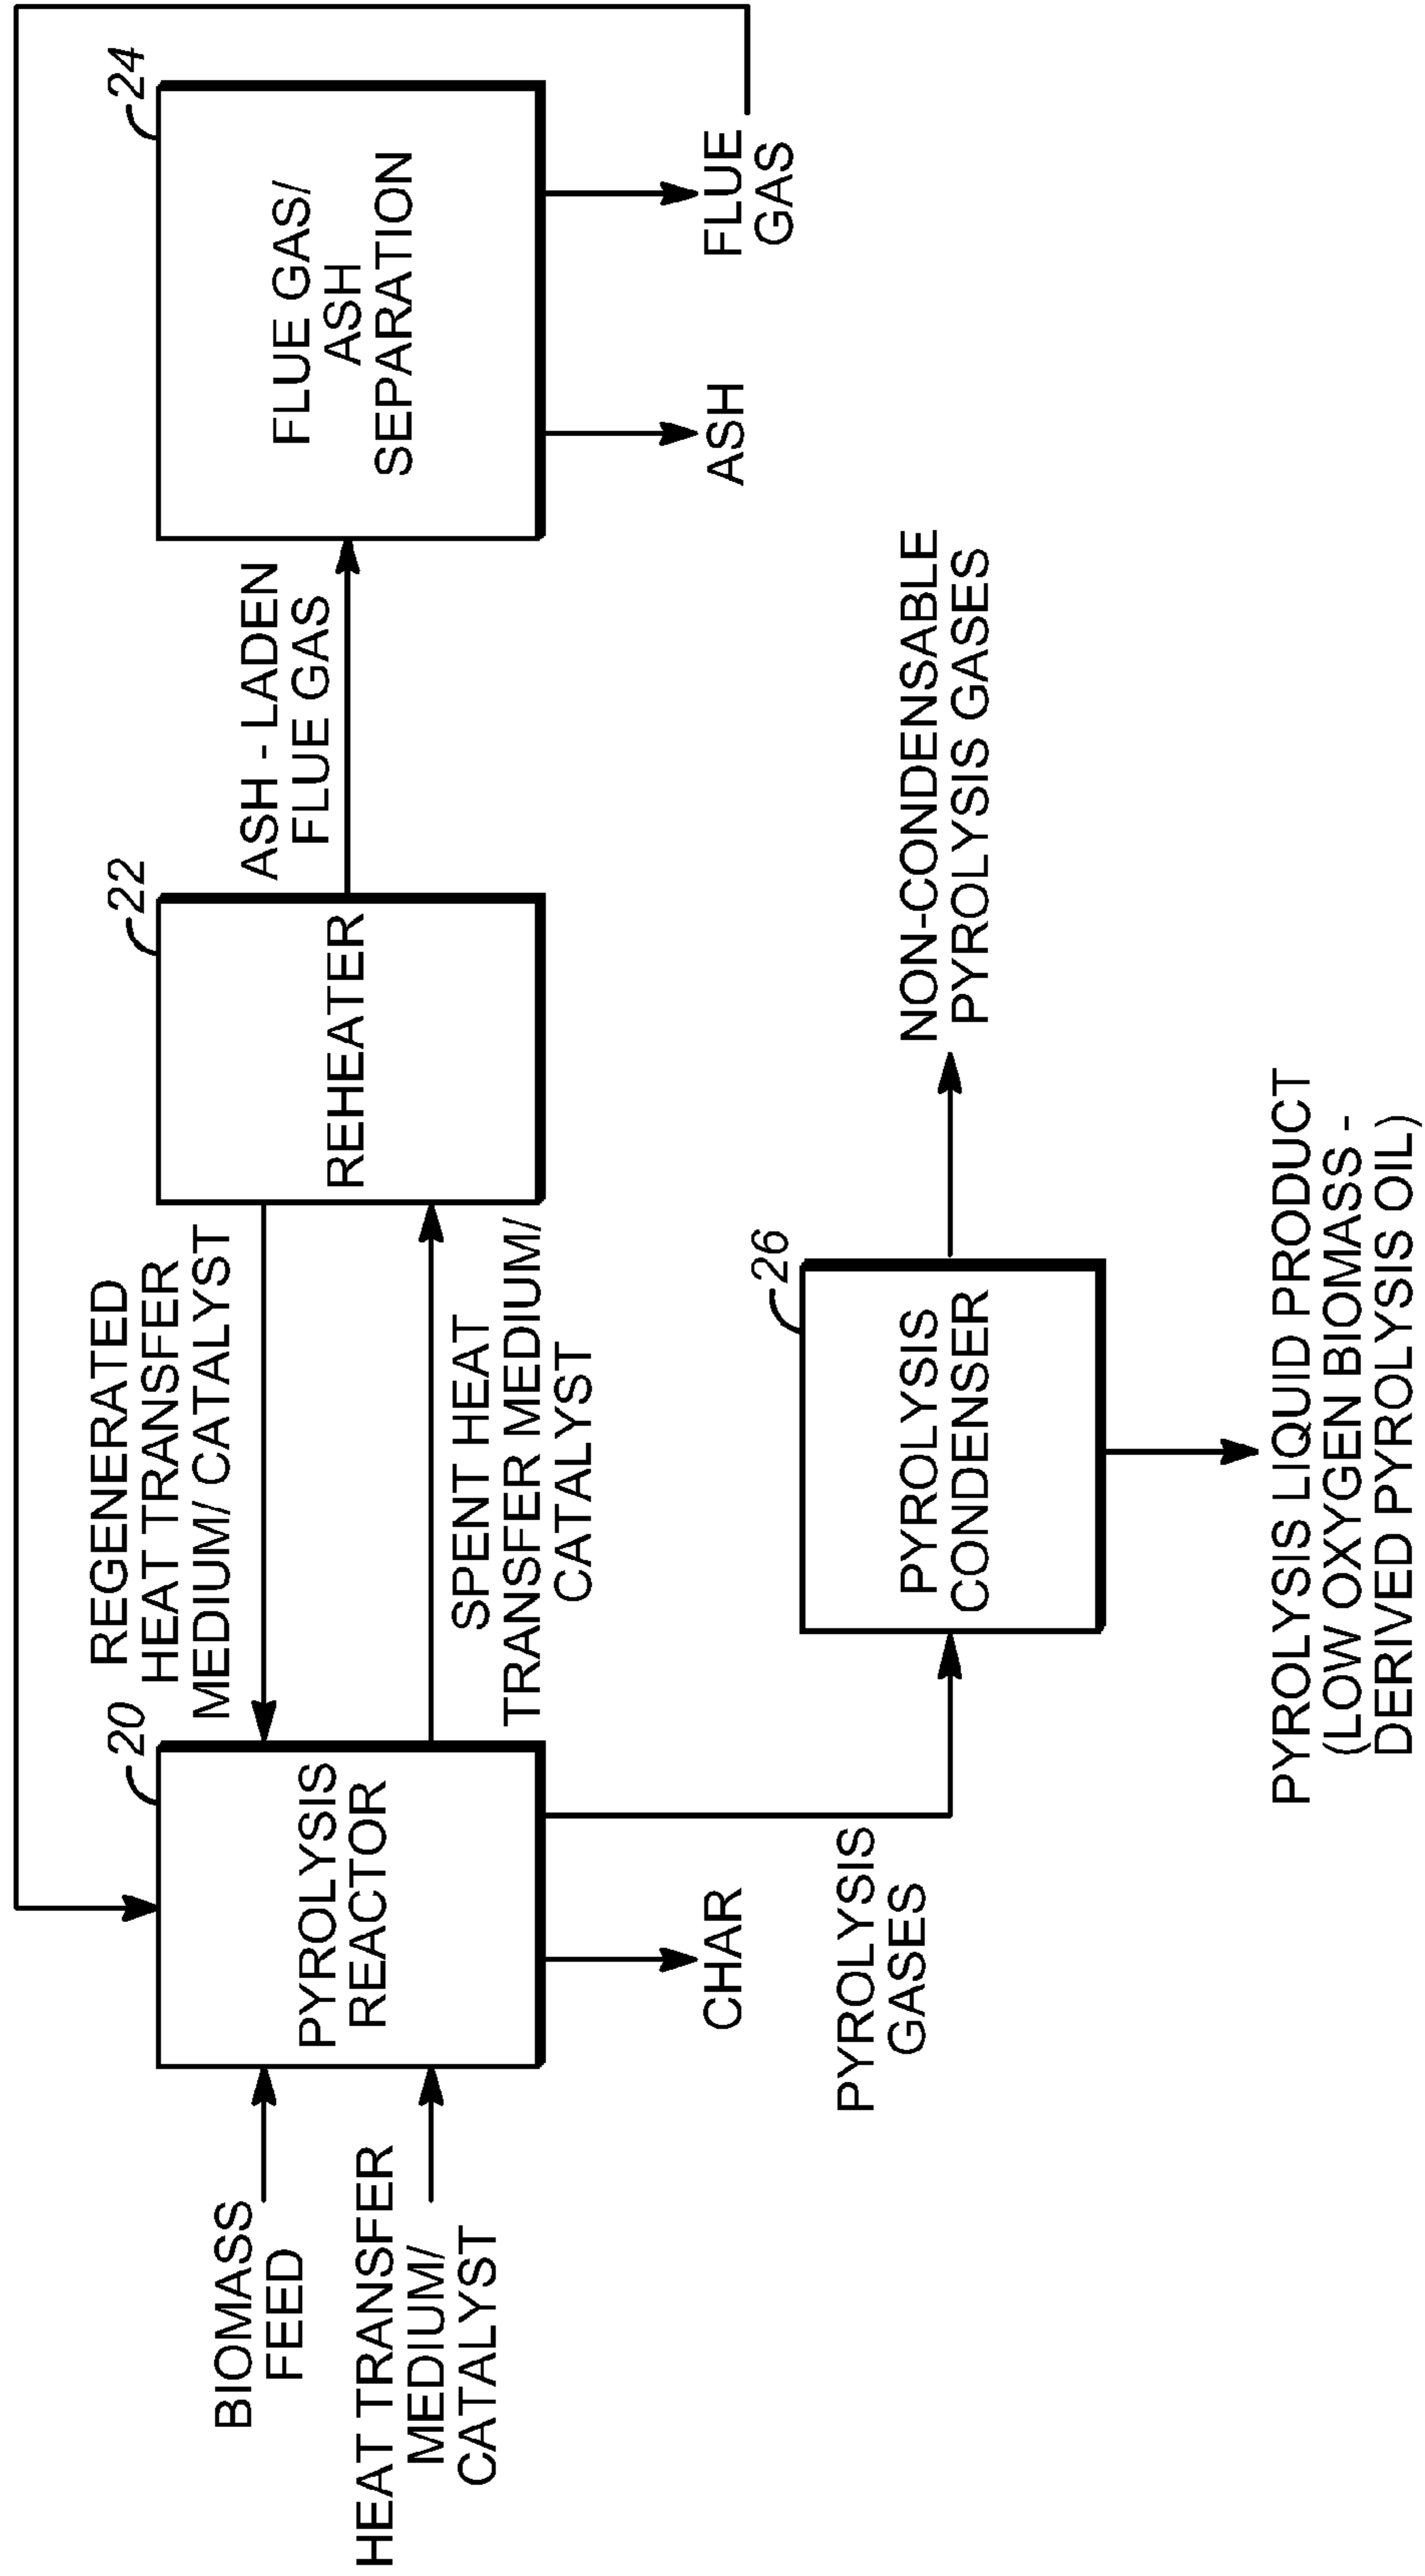 REGENERATED
HEAT TRANSFER
MEDIUM/ CATALYST
20
22
24
BIOMASS
FEED
PYROLYSIS
REACTOR
REHEATER
ASH - LADEN
FLUE GAS
FLUE GAS/
ASH
SEPARATION
HEAT TRANSFER
MEDIUM/
CATALYST
SPENT HEAT
TRANSFER MEDIUM/
CATALYST
CHAR
ASH
FLUE
GAS
PYROLYSIS
GASES
26
PYROLYSIS
CONDENSER
NON-CONDENSABLE
PYROLYSIS GASES
PYROLYSIS LIQUID PRODUCT
(LOW OXYGEN BIOMASS -
DERIVED PYROLYSIS OIL)